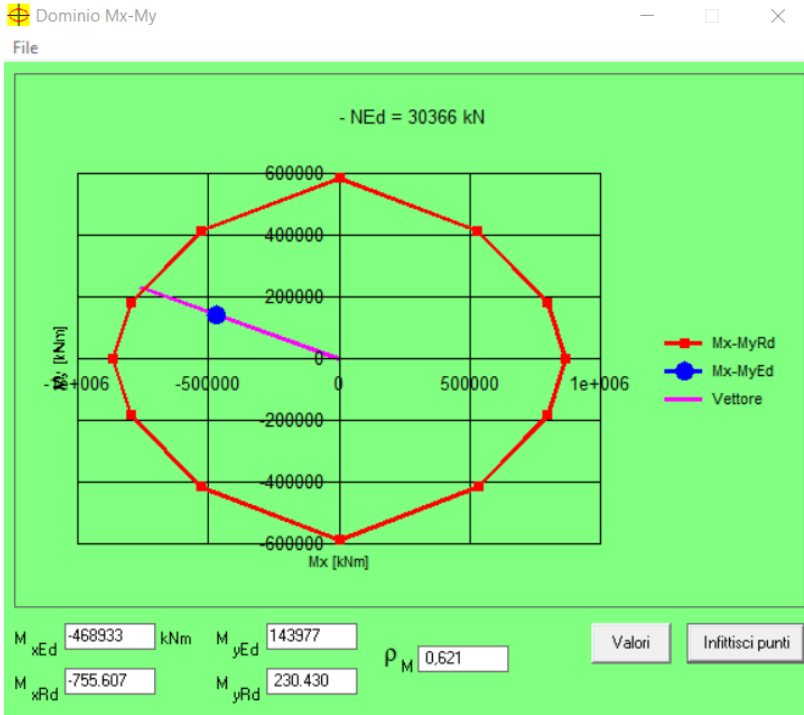 Dominio Mx-My
File
- NEd = 30366 kN
600000
400000
200000
0
-200000
-400000
-600000
-500000 0 500000 1e+006
Mx [kNm]
Mx-MyRd
Mx-MyEd
Vettore
M xEd -468933 kNm M yEd 143977
ρ M 0,621
M xRd -755.607 M yRd 230.430
Valori
Infittisci punti